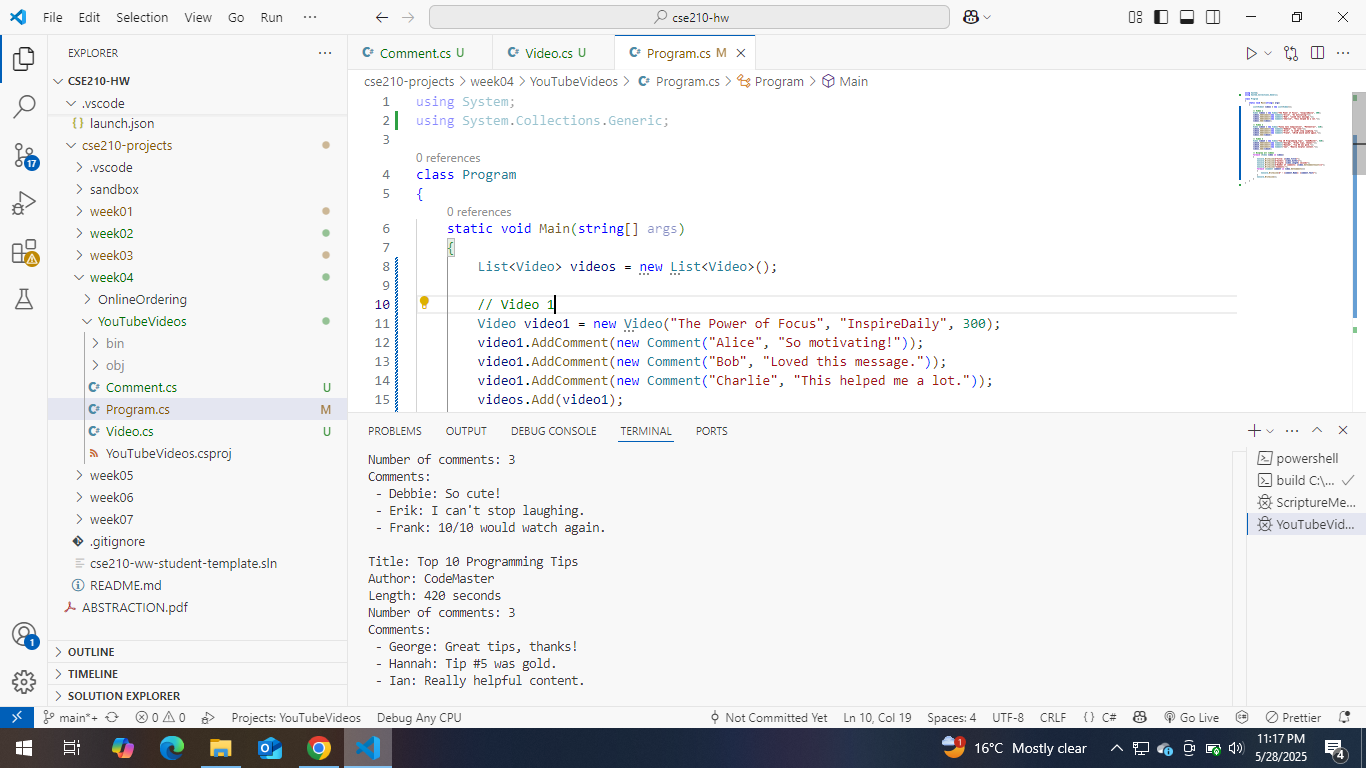 File Edit Selection View Go Run ··· cse210-hw
EXPLORER ···
CSE210-HW
.vscode
launch.json
cse210-projects
.vscode
sandbox
week01
week02
week03
week04
OnlineOrdering
YouTubeVideos
bin
obj
Comment.cs U
Program.cs M
Video.cs U
YouTubeVideos.csproj
week05
week06
week07
.gitignore
cse210-ww-student-template.sln
README.md
ABSTRACTION.pdf
OUTLINE
TIMELINE
SOLUTION EXPLORER
17
1
Comment.cs U Video.cs U Program.cs M
cse210-projects > week04 > YouTubeVideos > Program.cs > Program > Main
1 using System;
2 using System.Collections.Generic;
3
0 references
4 class Program
5 {
0 references
6 static void Main(string[] args)
7 {
8 List<Video> videos = new List<Video>();
9
10 // Video 1
11 Video video1 = new Video("The Power of Focus", "InspireDaily", 300);
12 video1.AddComment(new Comment("Alice", "So motivating!"));
13 video1.AddComment(new Comment("Bob", "Loved this message."));
14 video1.AddComment(new Comment("Charlie", "This helped me a lot."));
15 videos.Add(video1);
PROBLEMS OUTPUT DEBUG CONSOLE TERMINAL PORTS
Number of comments: 3
Comments:
- Debbie: So cute!
- Erik: I can't stop laughing.
- Frank: 10/10 would watch again.
Title: Top 10 Programming Tips
Author: CodeMaster
Length: 420 seconds
Number of comments: 3
Comments:
- George: Great tips, thanks!
- Hannah: Tip #5 was gold.
- Ian: Really helpful content.
powershell
build C:\...
ScriptureMe...
YouTubeVid...
main*+ 0 0 Projects: YouTubeVideos Debug Any CPU Not Committed Yet Ln 10, Col 19 Spaces: 4 UTF-8 CRLF {} C# Go Live Prettier
1 16°C Mostly clear 11:17 PM
5/28/2025 4